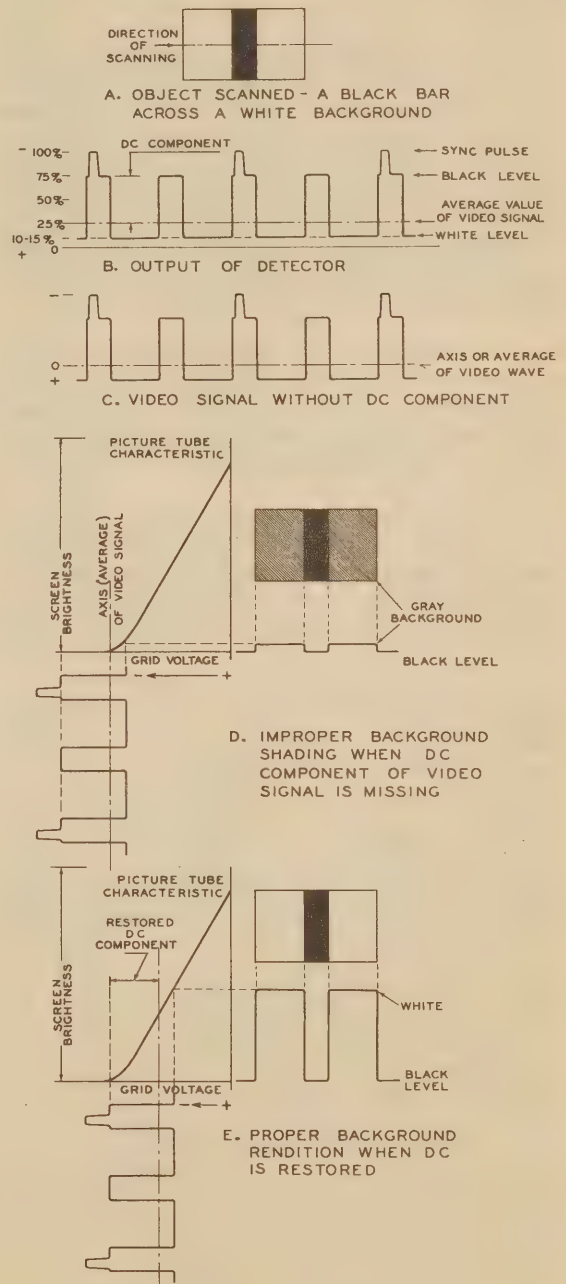 DIRECTION
OF
SCANNING
A. OBJECT SCANNED - A BLACK BAR
ACROSS A WHITE BACKGROUND
- 100%
75%
50%
25%
10-15%
+ 0
DC COMPONENT
SYNC PULSE
BLACK LEVEL
AVERAGE VALUE
OF VIDEO SIGNAL
WHITE LEVEL
B. OUTPUT OF DETECTOR
-
0
+
AXIS OR AVERAGE
OF VIDEO WAVE
C. VIDEO SIGNAL WITHOUT DC COMPONENT
PICTURE TUBE
CHARACTERISTIC
SCREEN
BRIGHTNESS
AXIS (AVERAGE)
OF VIDEO SIGNAL
GRID VOLTAGE
- +
GRAY
BACKGROUND
BLACK LEVEL
D. IMPROPER BACKGROUND
SHADING WHEN DC
COMPONENT OF VIDEO
SIGNAL IS MISSING
PICTURE TUBE
CHARACTERISTIC
RESTORED
DC
COMPONENT
SCREEN
BRIGHTNESS
GRID VOLTAGE
- +
WHITE
BLACK
LEVEL
E. PROPER BACKGROUND
RENDITION WHEN DC
IS RESTORED